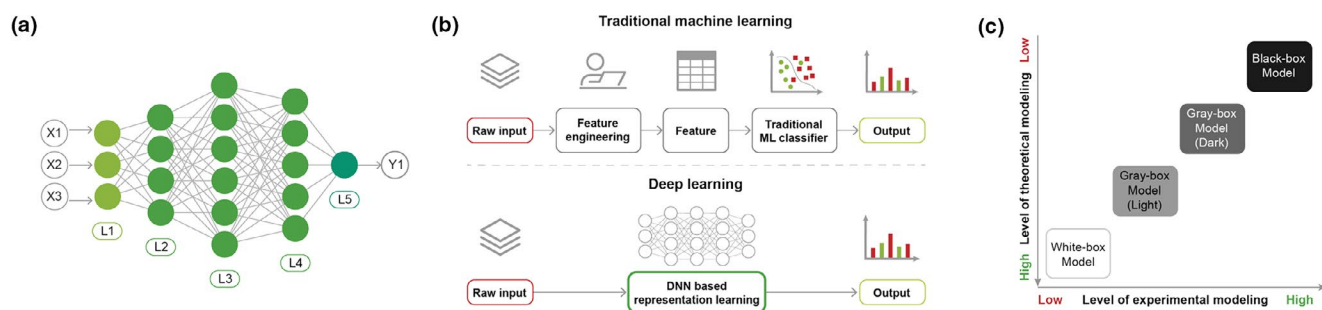 (a)
X1
X2
X3
L1
L2
L3
L4
L5
Y1
(b)
Traditional machine learning
Raw input
Feature
engineering
Feature
Traditional
ML classifier
Output
Deep learning
Raw input
DNN based
representation learning
Output
(c)
High Level of theoretical modeling Low
Black-box
Model
Gray-box
Model
(Dark)
Gray-box
Model
(Light)
White-box
Model
Low Level of experimental modeling High